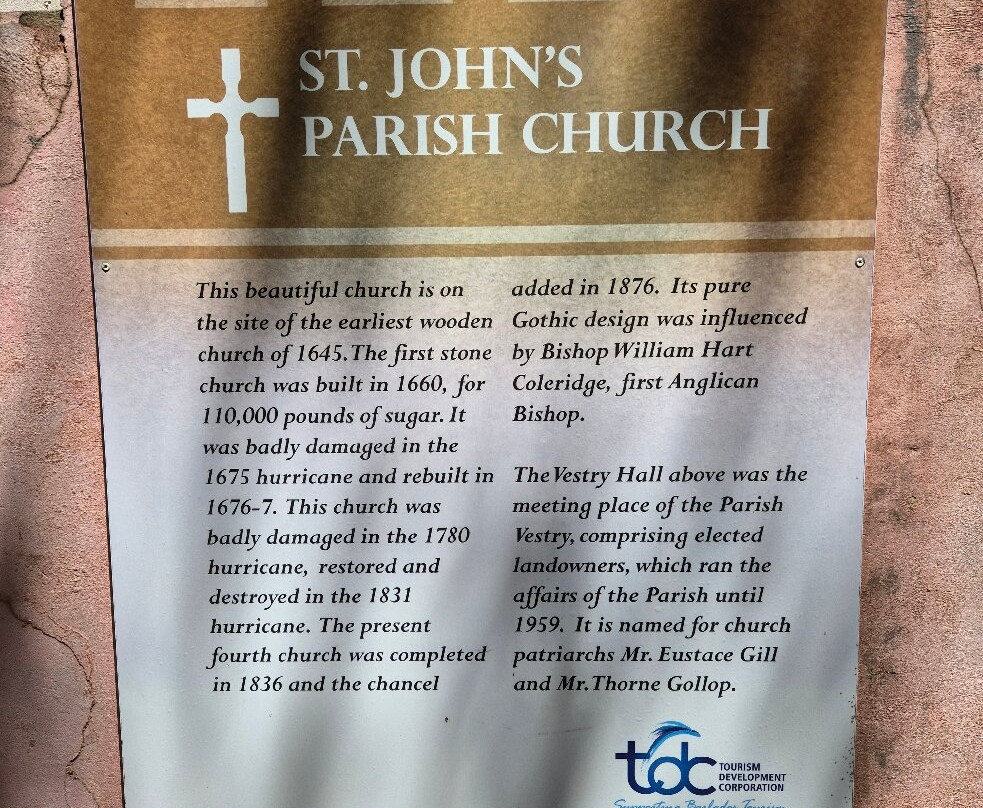 ST. JOHN'S
PARISH CHURCH
This beautiful church is on
the site of the earliest wooden
church of 1645. The first stone
church was built in 1660, for
110,000 pounds of sugar. It
was badly damaged in the
1675 hurricane and rebuilt in
1676-7. This church was
badly damaged in the 1780
hurricane, restored and
destroyed in the 1831
hurricane. The present
fourth church was completed
in 1836 and the chancel
added in 1876. Its pure
Gothic design was influenced
by Bishop William Hart
Coleridge, first Anglican
Bishop.
The Vestry Hall above was the
meeting place of the Parish
Vestry, comprising elected
landowners, which ran the
affairs of the Parish until
1959. It is named for church
patriarchs Mr. Eustace Gill
and Mr. Thorne Gollop.
tdc
TOURISM
DEVELOPMENT
CORPORATION
Supporting Barbados Tourism